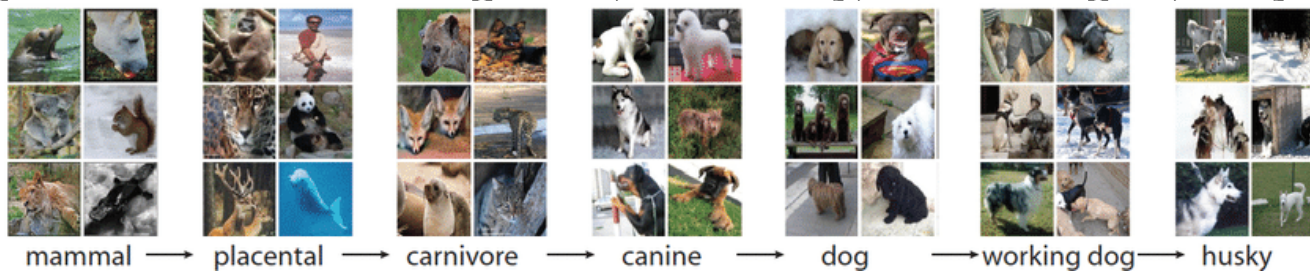 mammal → placental → carnivore → canine → dog → working dog → husky